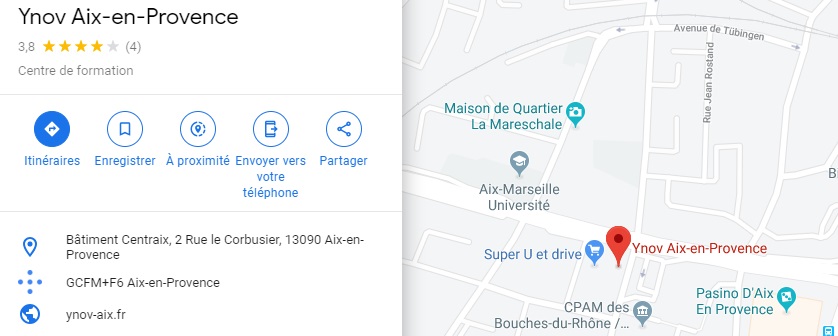 Ynov Aix-en-Provence
3,8 (4)
Centre de formation
Itinéraires
Enregistrer
À proximité
Envoyer vers
votre
téléphone
Partager
Bâtiment Centraix, 2 Rue le Corbusier, 13090 Aix-en-
Provence
GCFM+F6 Aix-en-Provence
ynov-aix.fr
Avenue de Tübingen
Rue Jean Rostand
Maison de Quartier
La Mareschale
Aix-Marseille
Université
Super U et drive
Ynov Aix-en-Provence
Pasino D'Aix
En Provence
CPAM des
Bouches-du-Rhône /...